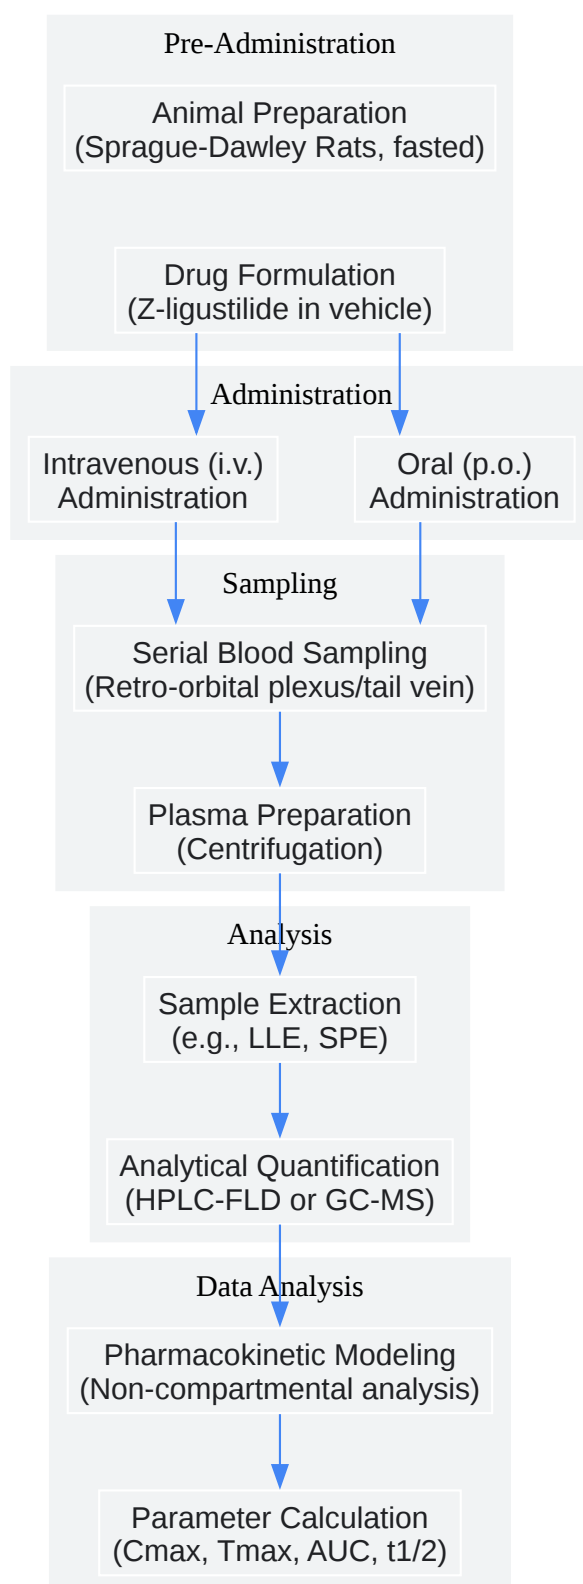 Pre-Administration
Animal Preparation
(Sprague-Dawley Rats, fasted)
Drug Formulation
(Z-ligustilide in vehicle)
Administration
Intravenous (i.v.)
Administration
Oral (p.o.)
Administration
Sampling
Serial Blood Sampling
(Retro-orbital plexus/tail vein)
Plasma Preparation
(Centrifugation)
Analysis
Sample Extraction
(e.g., LLE, SPE)
Analytical Quantification
(HPLC-FLD or GC-MS)
Data Analysis
Pharmacokinetic Modeling
(Non-compartmental analysis)
Parameter Calculation
(Cmax, Tmax, AUC, t1/2)